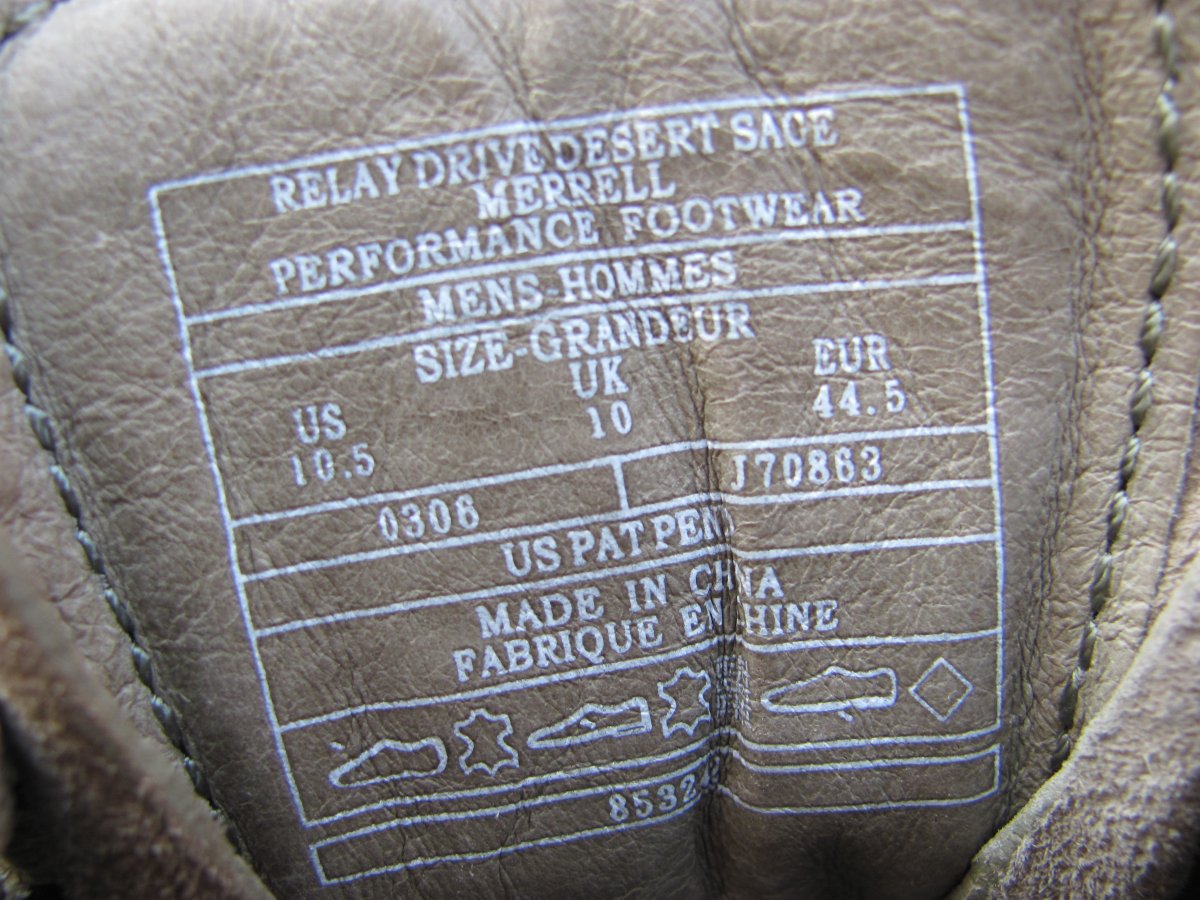 RELAY DRIVE DESERT SAGE
MERRELL
PERFORMANCE FOOTWEAR
MENS-HOMMES
SIZE-GRANDEUR
US UK EUR
10.5 10 44.5
0306 J70863
US PAT PEN
MADE IN CHINA
FABRIQUE EN CHINE